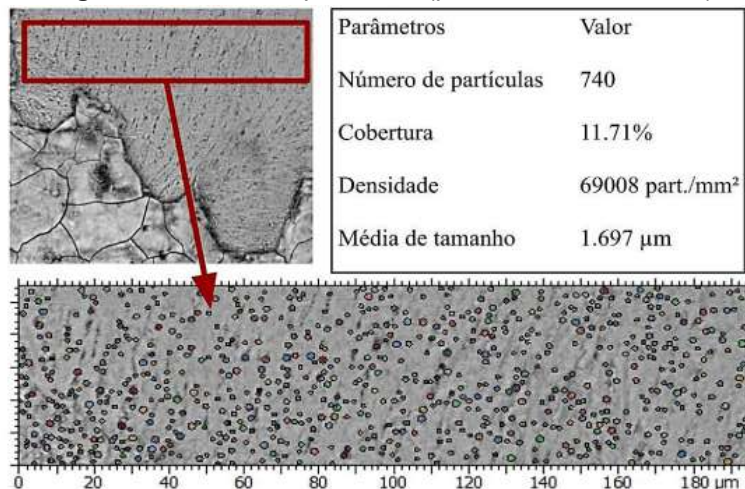 Parâmetros Valor
Número de partículas 740
Cobertura 11.71%
Densidade 69008 part./mm²
Média de tamanho 1.697 µm
0 20 40 60 80 100 120 140 160 180 µm